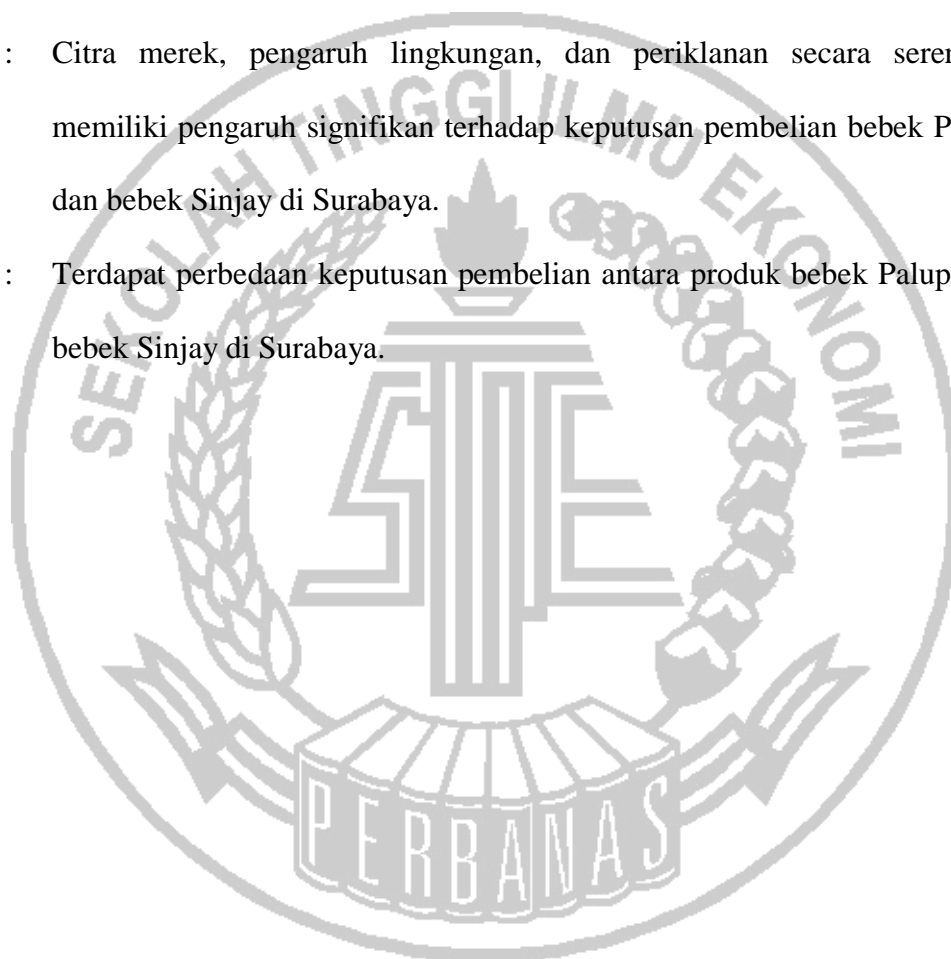 : Citra merek, pengaruh lingkungan, dan periklanan secara seren
memiliki pengaruh signifikan terhadap keputusan pembelian bebek P
dan bebek Sinjay di Surabaya.
: Terdapat perbedaan keputusan pembelian antara produk bebek Palup
bebek Sinjay di Surabaya.
SEKOLAH TINGGI ILMU EKONOMI
STIE
PERBANAS